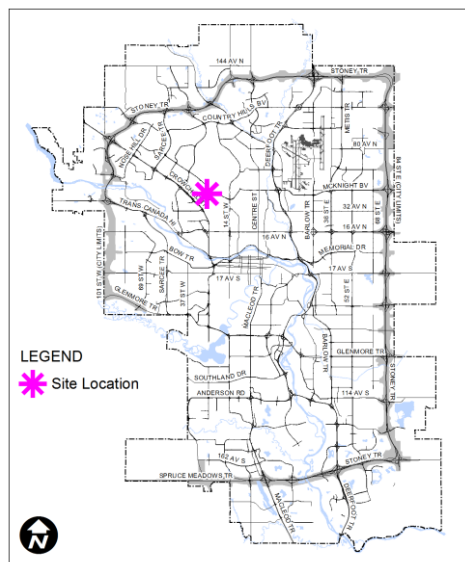 144 AV N
STONEY TR
STONEY TR
COUNTRY HILLS BV
METIS TR
NOSE HILL DR
SARCEE TR
DEERFOOT TR
80 AV N
84 ST E (CITY LIMITS)
CROWCH
MCKNIGHT BV
TRANS-CANADA HI
14 ST W
CENTRE ST
BARLOW TR
36 ST E
32 AV N
68 ST E
16 AV N
16 AV N
MEMORIAL DR
BOW TR
17 AV S
17 AV S
101 ST W (CITY LIMITS)
69 ST W
SARCEE TR
37 ST W
GLENMORE TR
MACLEOD TR
52 ST E
LEGEND
Site Location
BARLOW TR
GLENMORE TR
STONEY TR
SOUTHLAND DR
ANDERSON RD
114 AV S
162 AV S
STONEY TR
SPRUCE MEADOWS TR
MACLEOD TR
DEERFOOT TR
N